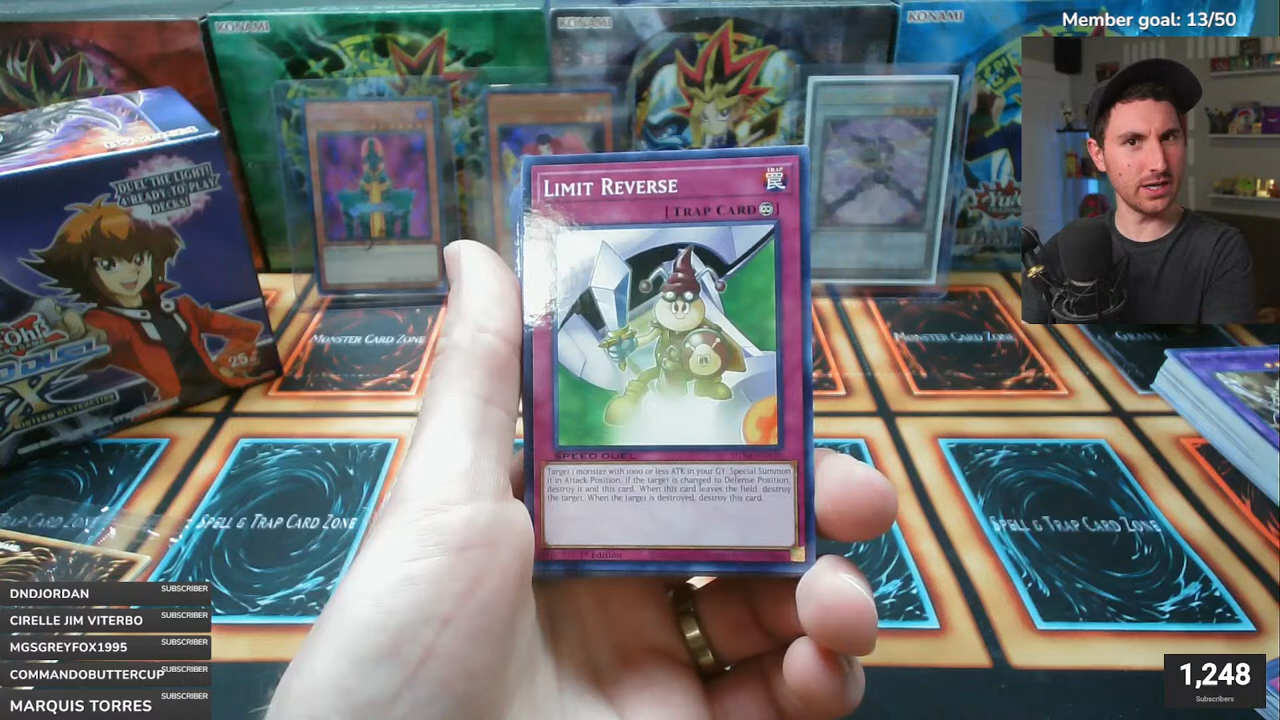 Member goal: 13/50
KONAMI
KONAMI
KONAMI
DUEL THE LIGHT!
4 READY TO PLAY
DECKS!
LIMIT REVERSE
TRAP
罠
[TRAP CARD ]
MONSTER CARD ZONE
MONSTER CARD ZONE
SPEED DUEL
Target 1 monster with 1000 or less ATK in your GY; Special Summon
it in Attack Position. If the target is changed to Defense Position,
destroy it and this card. When this card leaves the field, destroy
the target. When the target is destroyed, destroy this card.
1st Edition
SPELL & TRAP CARD ZONE
SPELL & TRAP CARD ZONE
DNDJORDAN SUBSCRIBER
CIRELLE JIM VITERBO SUBSCRIBER
MGSGREYFOX1995 SUBSCRIBER
COMMANDOBUTTERCUP SUBSCRIBER
MARQUIS TORRES SUBSCRIBER
1,248
Subscribers